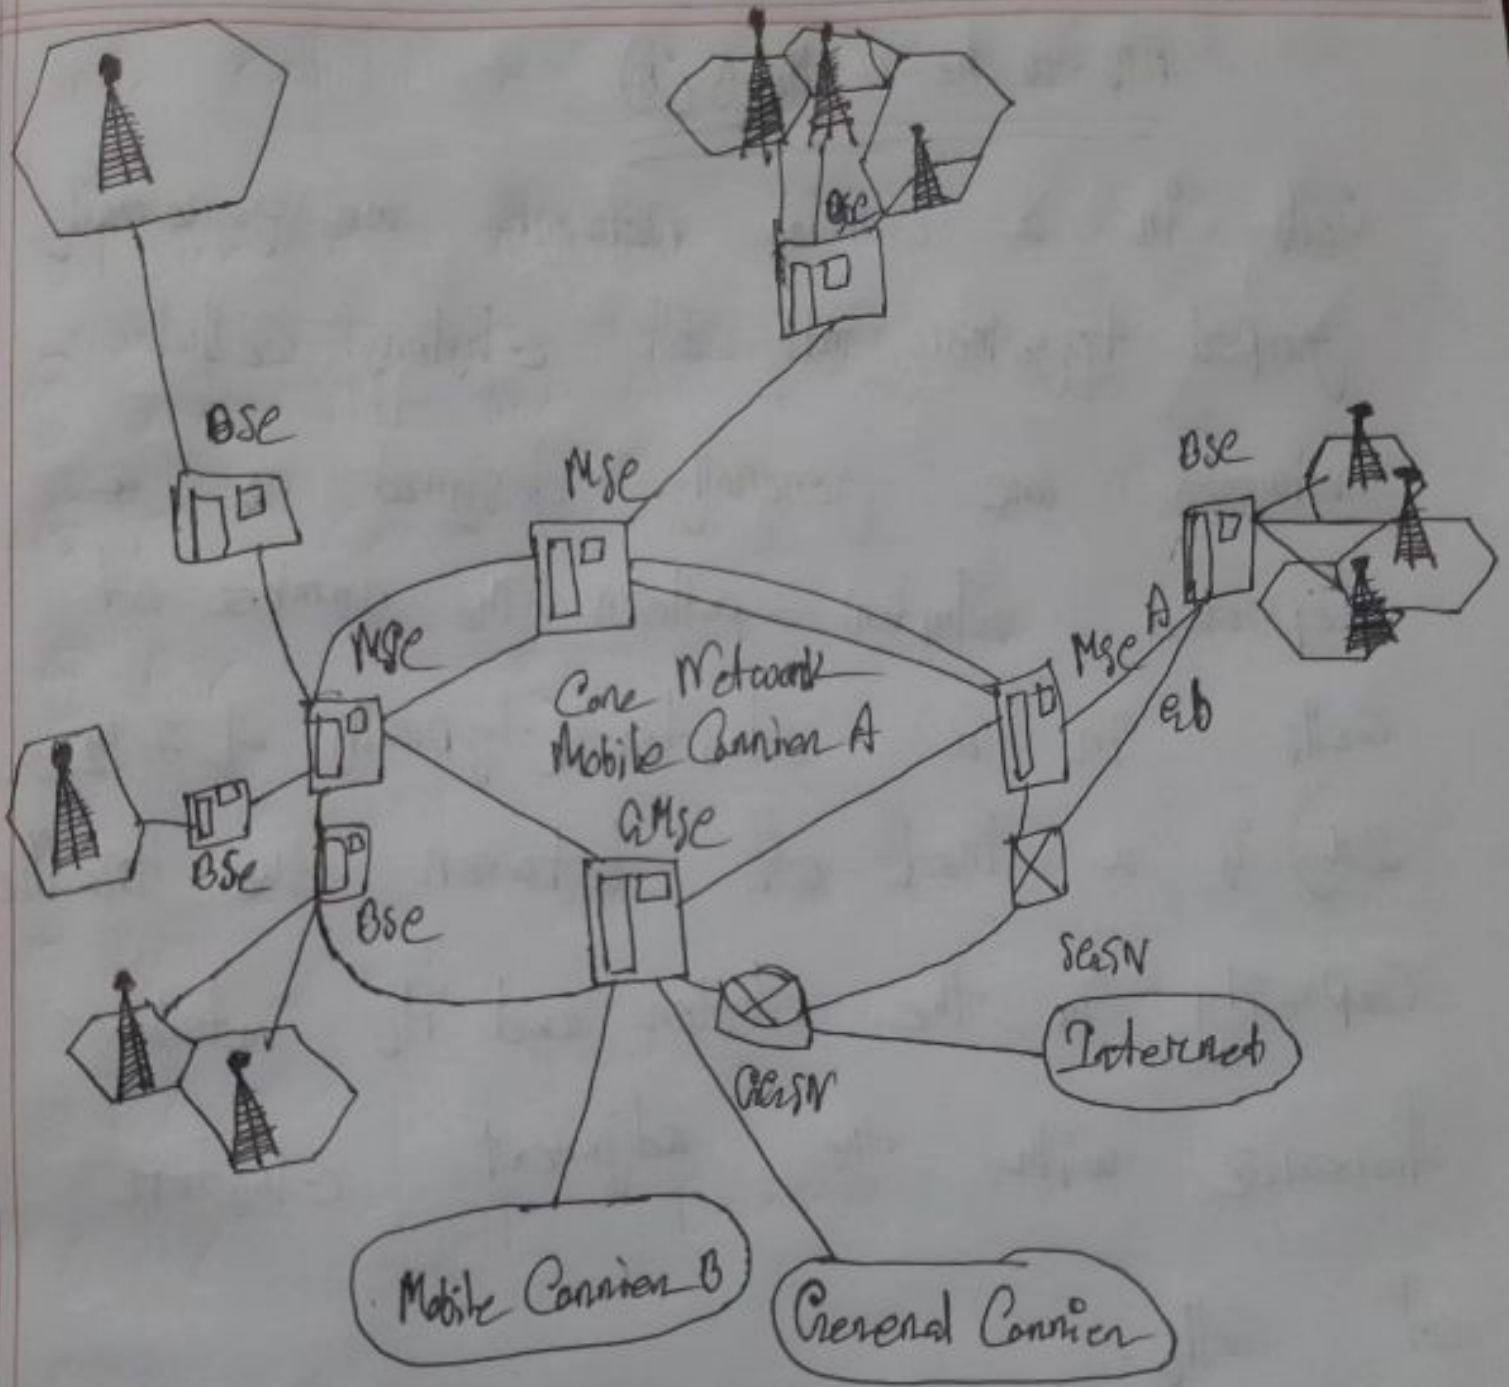 BSC
BSC
MSC
BSC
MSC
MSC
A
Gb
Core Network
Mobile Carrier A
GMSC
BSC
BSC
SGSN
Internet
GGSN
Mobile Carrier B
General Carrier